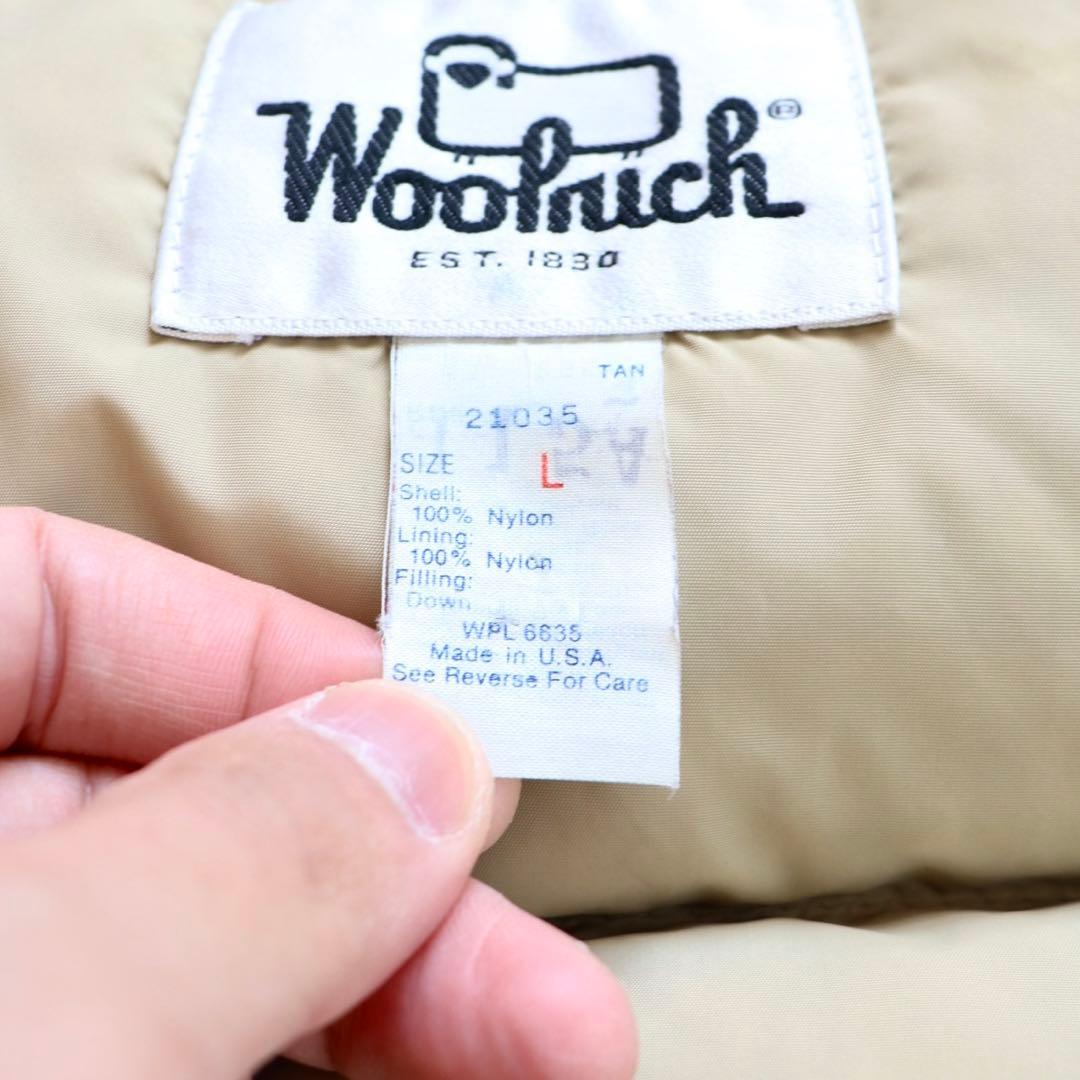 Woolrich ®
EST. 1830
TAN
21035
SIZE L
Shell:
100% Nylon
Lining:
100% Nylon
Filling:
Down
WPL 6635
Made in U.S.A.
See Reverse For Care